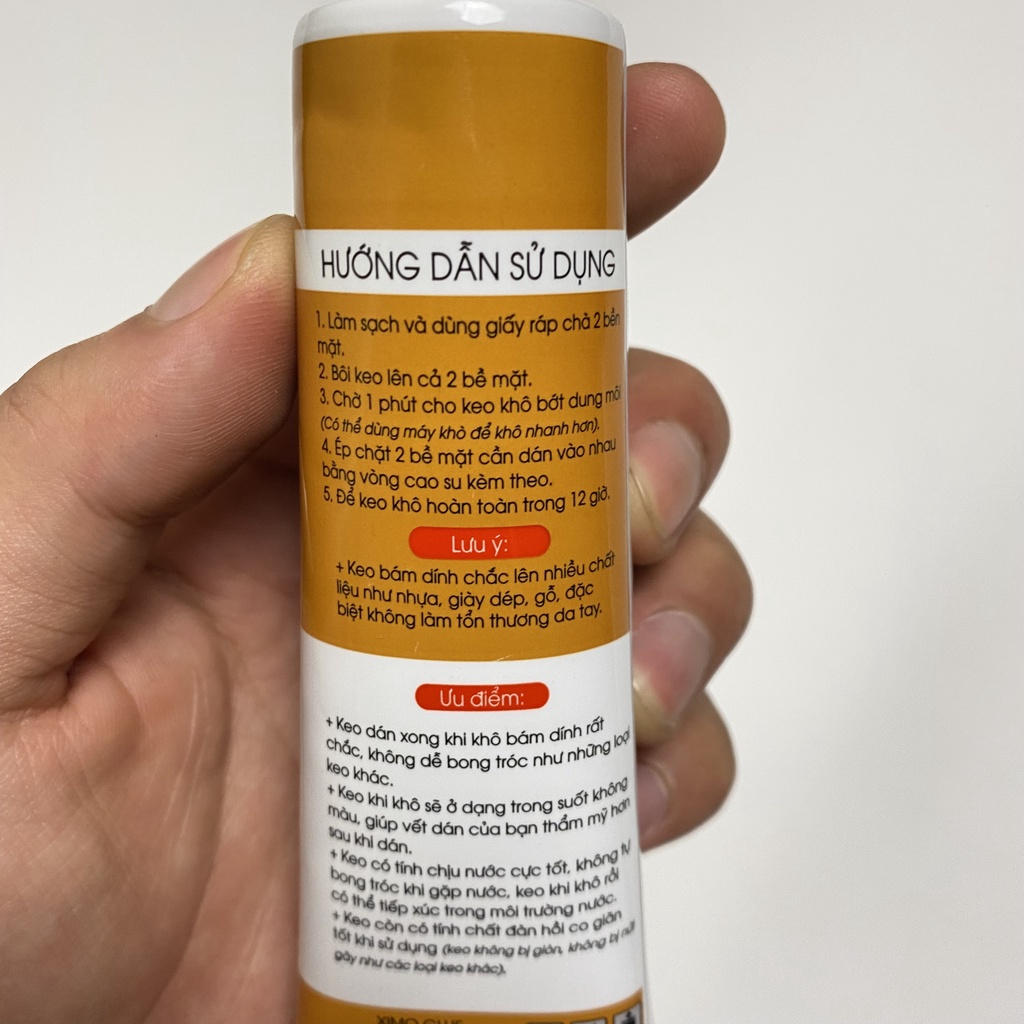 HƯỚNG DẪN SỬ DỤNG
1. Làm sạch và dùng giấy ráp chà 2 bền
mặt.
2. Bôi keo lên cả 2 bề mặt.
3. Chờ 1 phút cho keo khô bớt dung môi
(Có thể dùng máy khò để khô nhanh hơn).
4. Ép chặt 2 bề mặt cần dán vào nhau
bằng vòng cao su kèm theo.
5. Để keo khô hoàn toàn trong 12 giờ.
Lưu ý:
+ Keo bám dính chắc lên nhiều chất
liệu như nhựa, giày dép, gỗ, đặc
biệt không làm tổn thương da tay.
Ưu điểm:
+ Keo dán xong khi khô bám dính rất
chắc, không dễ bong tróc như những loại
keo khác.
+ Keo khi khô sẽ ở dạng trong suốt không
màu, giúp vết dán của bạn thẩm mỹ hơn
sau khi dán.
+ Keo có tính chịu nước cực tốt, không tự
bong tróc khi gặp nước, keo khi khô rồi
có thể tiếp xúc trong môi trường nước.
+ Keo còn có tính chất đàn hồi co giãn
tốt khi sử dụng (keo không bị giòn, không bị nứt
gãy như các loại keo khác).